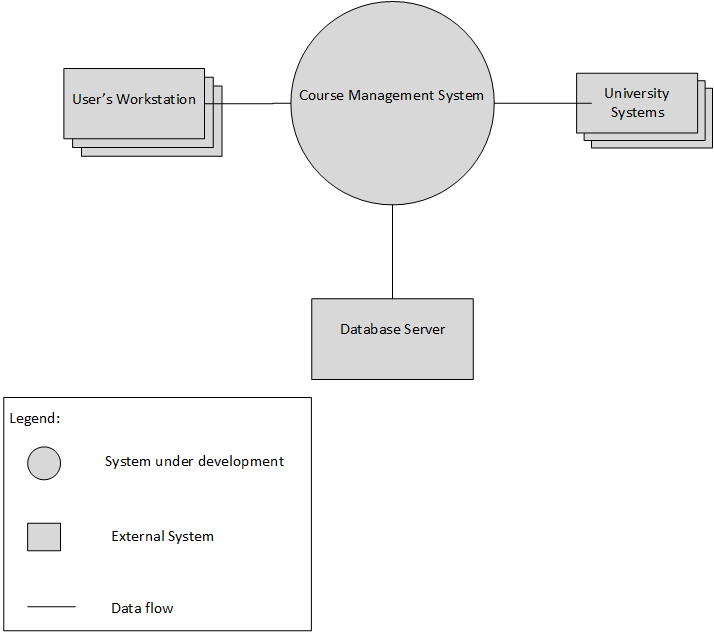 User’s Workstation
Course Management System
University
Systems
Database Server
Legend:
System under development
External System
Data flow